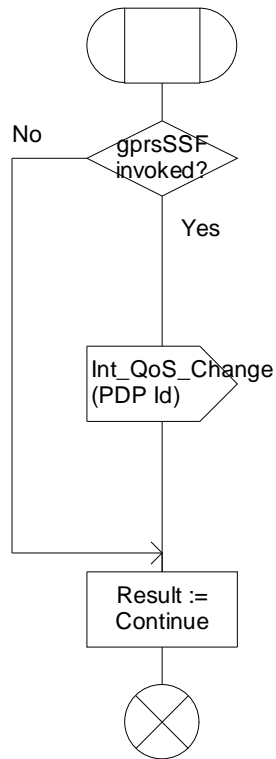 gprsSSF
invoked?
No
Yes
Int_QoS_Change
(PDP Id)
Result :=
Continue